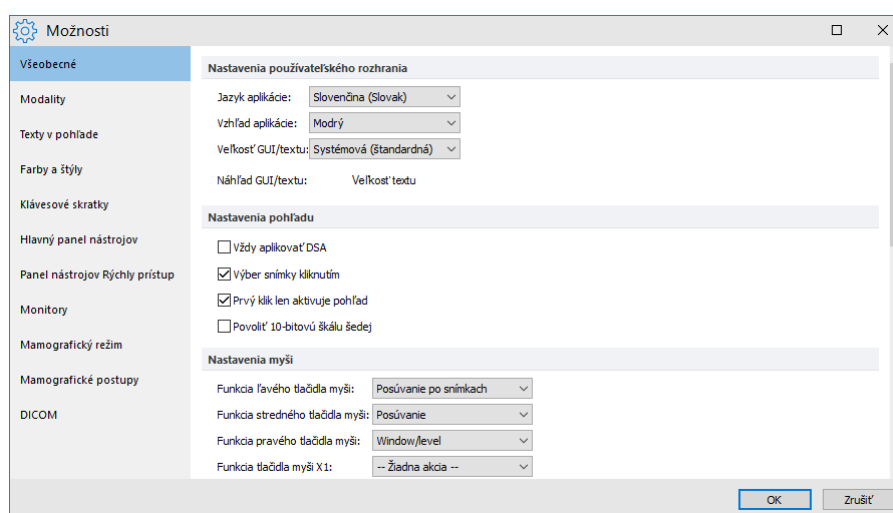 Možnosti
Všeobecné
Modality
Texty v pohľade
Farby a štýly
Klávesové skratky
Hlavný panel nástrojov
Panel nástrojov Rýchly prístup
Monitory
Mamografický režim
Mamografické postupy
DICOM
Nastavenia používateľského rozhrania
Jazyk aplikácie: Slovenčina (Slovak)
Vzhľad aplikácie: Modrý
Veľkosť GUI/textu: Systémová (štandardná)
Náhľad GUI/textu: Veľkosť textu
Nastavenia pohľadu
Vždy aplikovať DSA
Výber snímky kliknutím
Prvý klik len aktivuje pohľad
Povoliť 10-bitovú škálu šedej
Nastavenia myši
Funkcia ľavého tlačidla myši: Posúvanie po snímkach
Funkcia stredného tlačidla myši: Posúvanie
Funkcia pravého tlačidla myši: Window/level
Funkcia tlačidla myši X1: -- Žiadna akcia --
OK Zrušiť